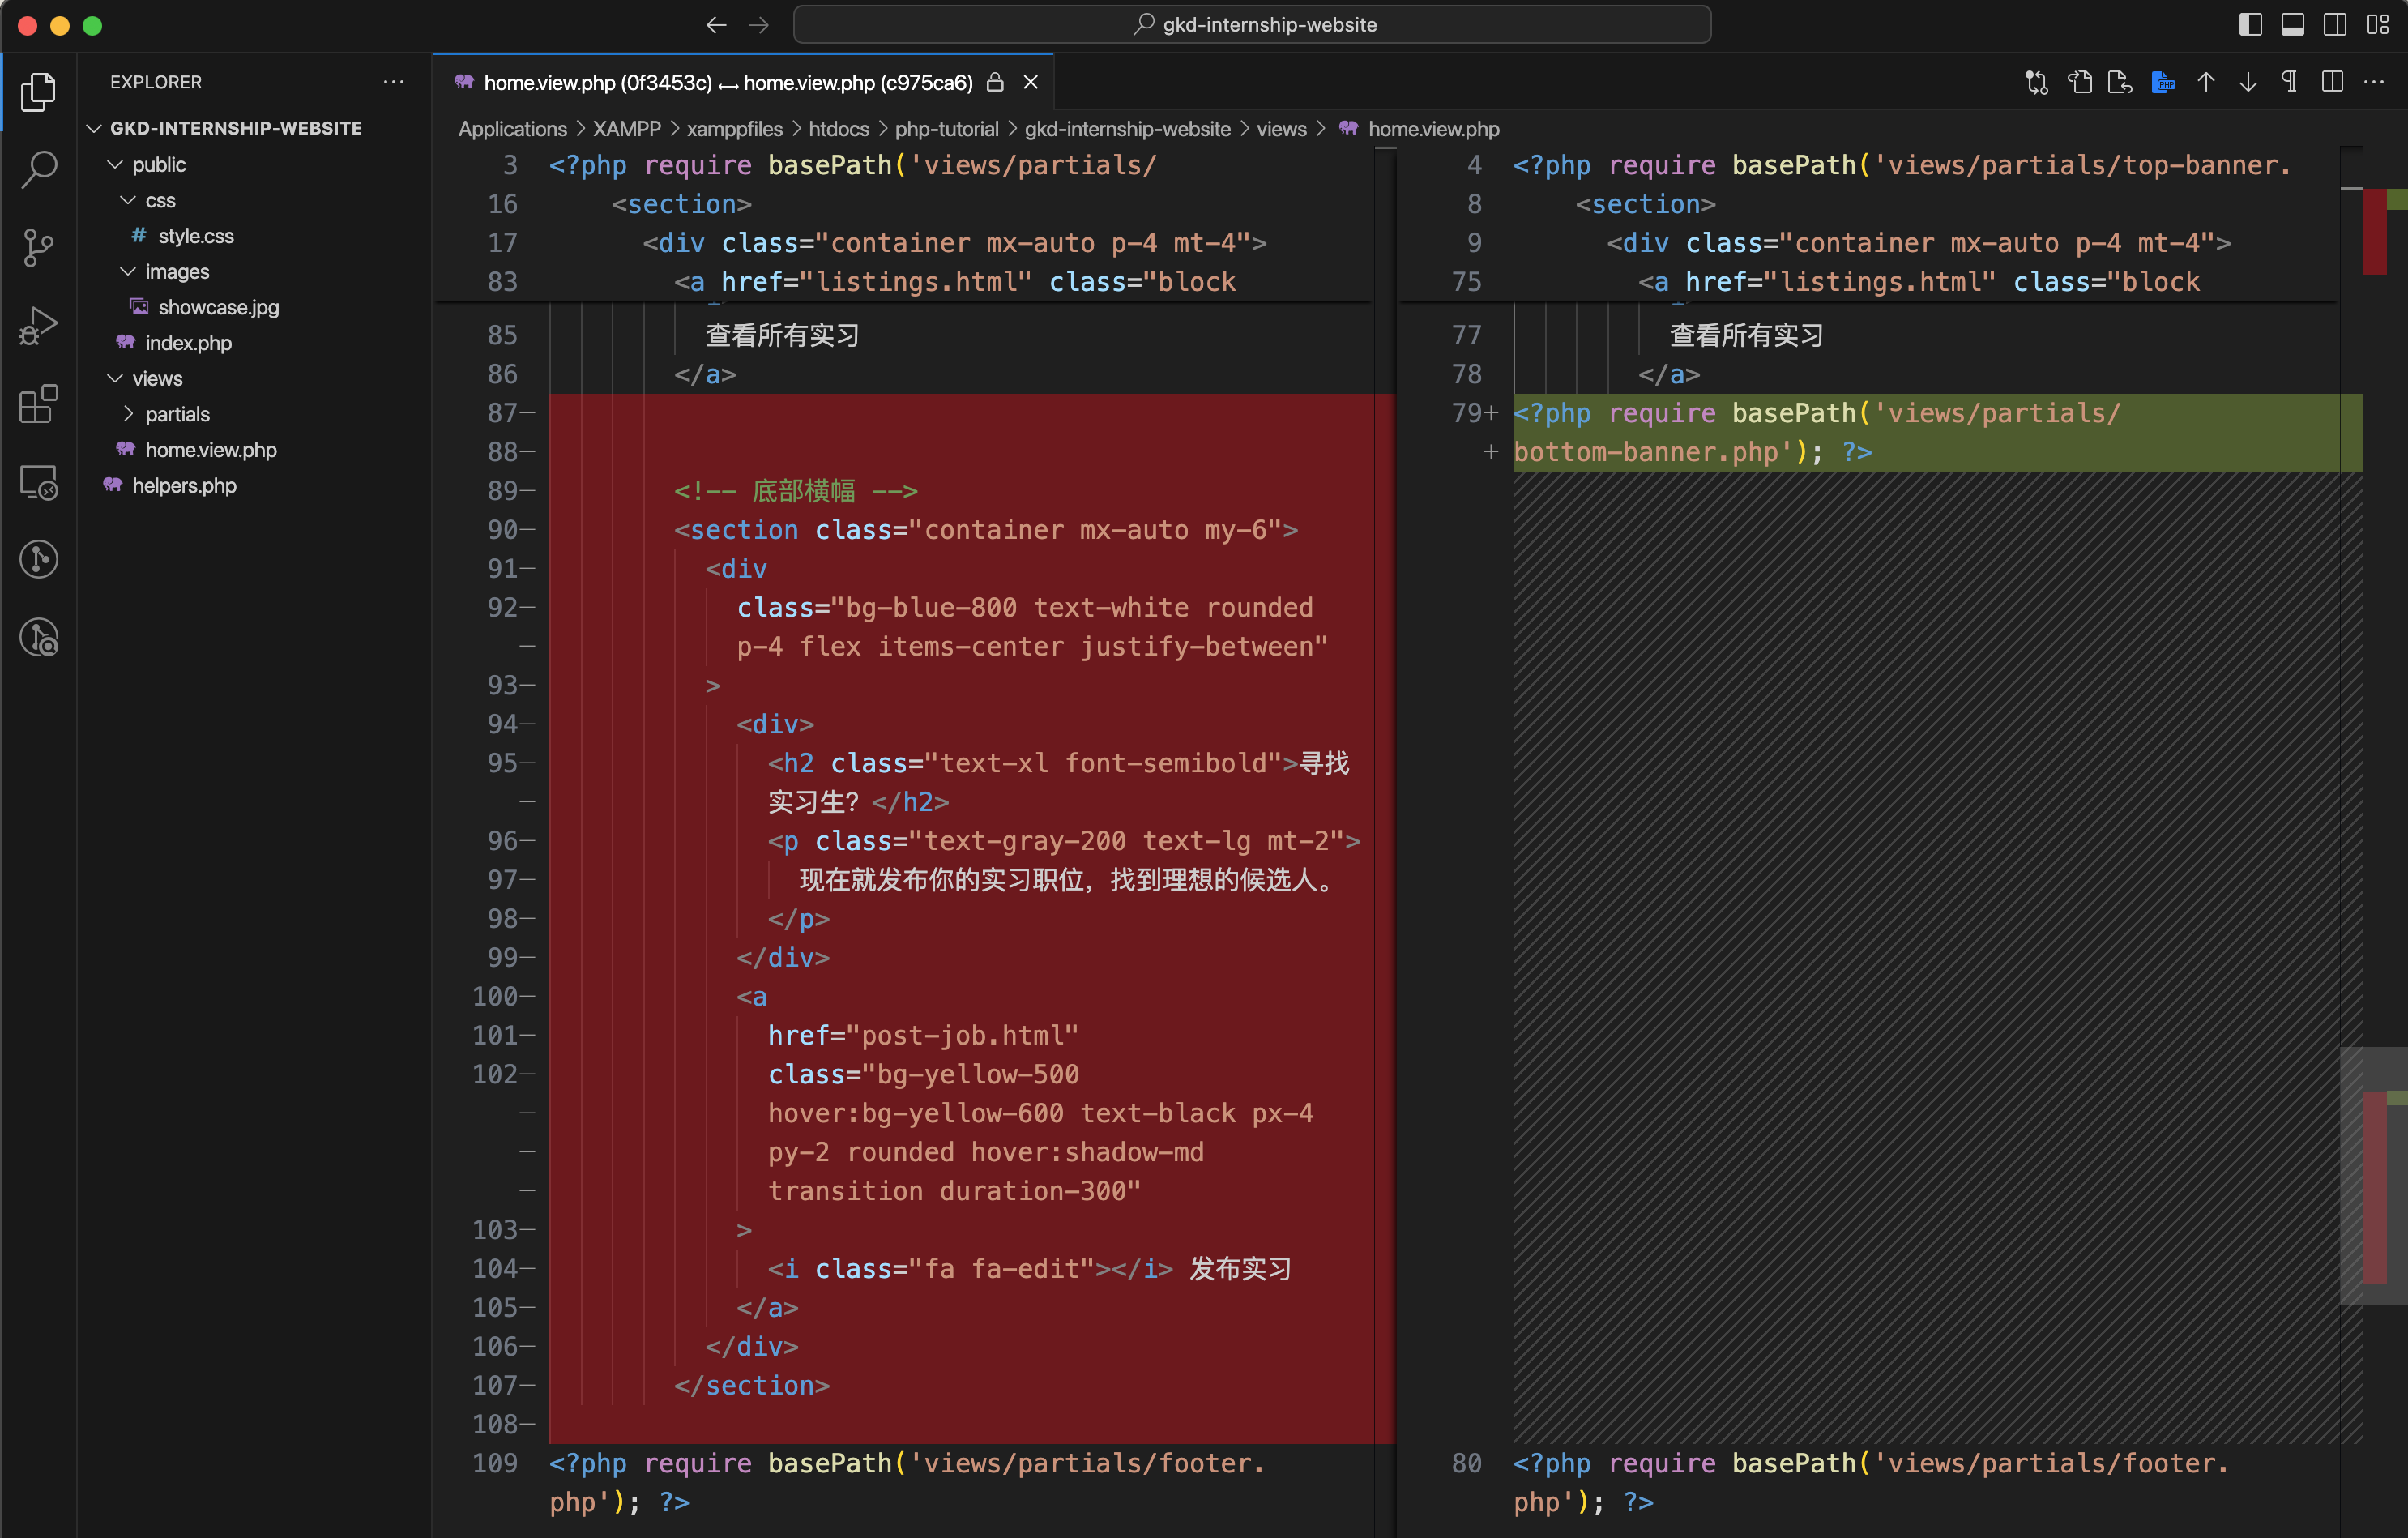 gkd-internship-website
EXPLORER
GKD-INTERNSHIP-WEBSITE
public
css
# style.css
images
showcase.jpg
index.php
views
partials
home.view.php
helpers.php
home.view.php (0f3453c) ↔ home.view.php (c975ca6)
Applications > XAMPP > xamppfiles > htdocs > php-tutorial > gkd-internship-website > views > home.view.php
3 <?php require basePath('views/partials/
16 <section>
17 <div class="container mx-auto p-4 mt-4">
83 <a href="listings.html" class="block
85 查看所有实习
86 </a>
87−
88−
89− <!-- 底部横幅 -->
90− <section class="container mx-auto my-6">
91− <div
92− class="bg-blue-800 text-white rounded
− p-4 flex items-center justify-between"
93− >
94− <div>
95− <h2 class="text-xl font-semibold">寻找
− 实习生？</h2>
96− <p class="text-gray-200 text-lg mt-2">
97− 现在就发布你的实习职位，找到理想的候选人。
98− </p>
99− </div>
100− <a
101− href="post-job.html"
102− class="bg-yellow-500
− hover:bg-yellow-600 text-black px-4
− py-2 rounded hover:shadow-md
− transition duration-300"
103− >
104− <i class="fa fa-edit"></i> 发布实习
105− </a>
106− </div>
107− </section>
108−
109 <?php require basePath('views/partials/footer.
php'); ?>
4 <?php require basePath('views/partials/top-banner.
8 <section>
9 <div class="container mx-auto p-4 mt-4">
75 <a href="listings.html" class="block
77 查看所有实习
78 </a>
79+ <?php require basePath('views/partials/
+ bottom-banner.php'); ?>
80 <?php require basePath('views/partials/footer.
php'); ?>